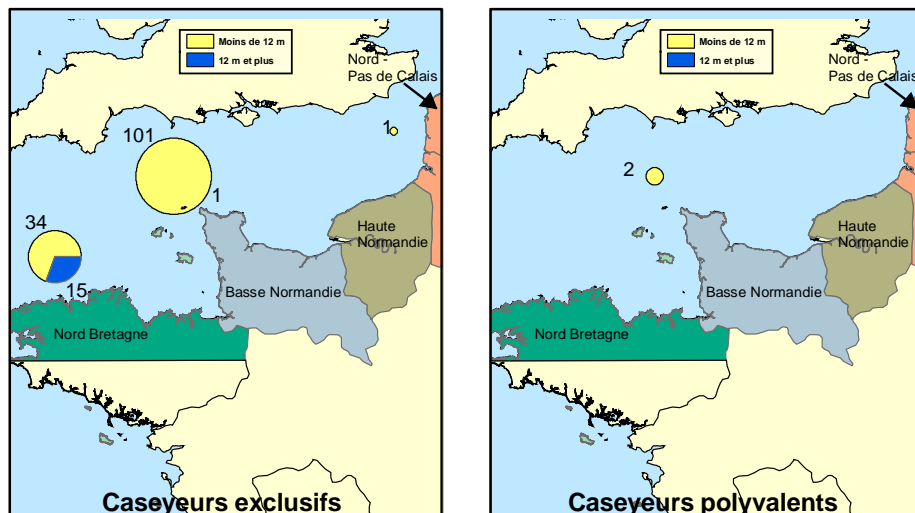 Moins de 12 m
12 m et plus
Nord -
Pas de Calais
101
1
1
34
15
Haute
Normandie
Basse Normandie
Nord Bretagne
Caseyeurs exclusifs
Moins de 12 m
12 m et plus
Nord -
Pas de Calais
2
Haute
Normandie
Basse Normandie
Nord Bretagne
Caseyeurs polyvalents